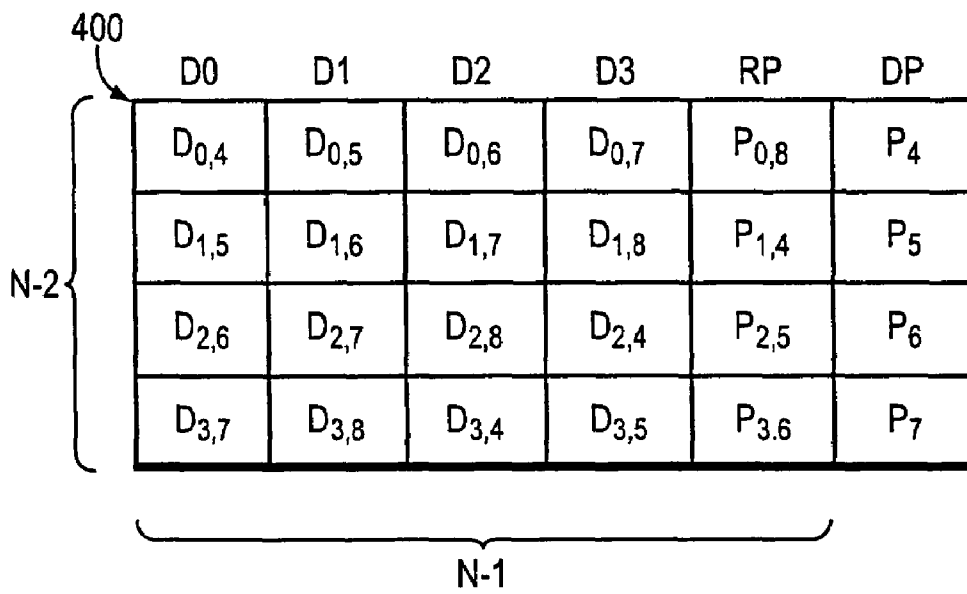 400
D0 D1 D2 D3 RP DP
D0,4 D0,5 D0,6 D0,7 P0,8 P4
D1,5 D1,6 D1,7 D1,8 P1,4 P5
N-2
D2,6 D2,7 D2,8 D2,4 P2,5 P6
D3,7 D3,8 D3,4 D3,5 P3.6 P7
N-1